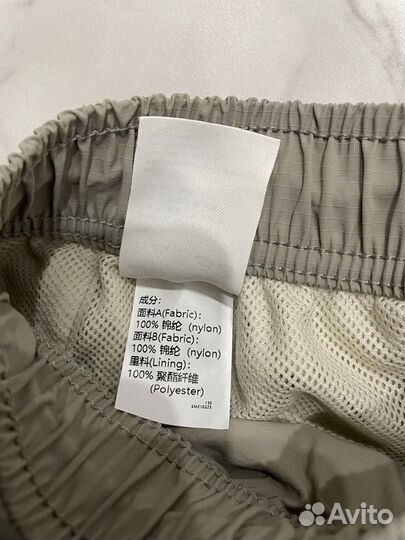 成分:
面料A(Fabric):
100% 锦纶 (nylon)
面料B(Fabric):
100% 锦纶 (nylon)
里料(Lining):
100% 聚酯纤维
(Polyester)
Avito